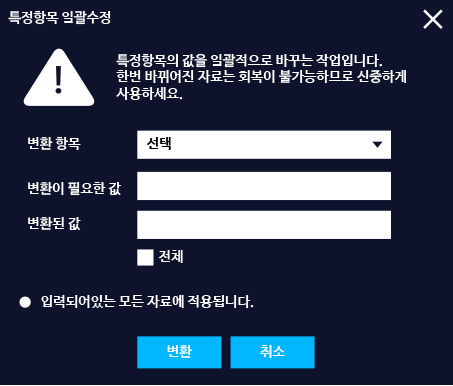 특정항목 일괄수정
특정항목의 값을 일괄적으로 바꾸는 작업입니다.
한번 바뀌어진 자료는 회복이 불가능하므로 신중하게
사용하세요.
변환 항목
선택
변환이 필요한 값
변환된 값
전체
입력되어있는 모든 자료에 적용됩니다.
변환
취소